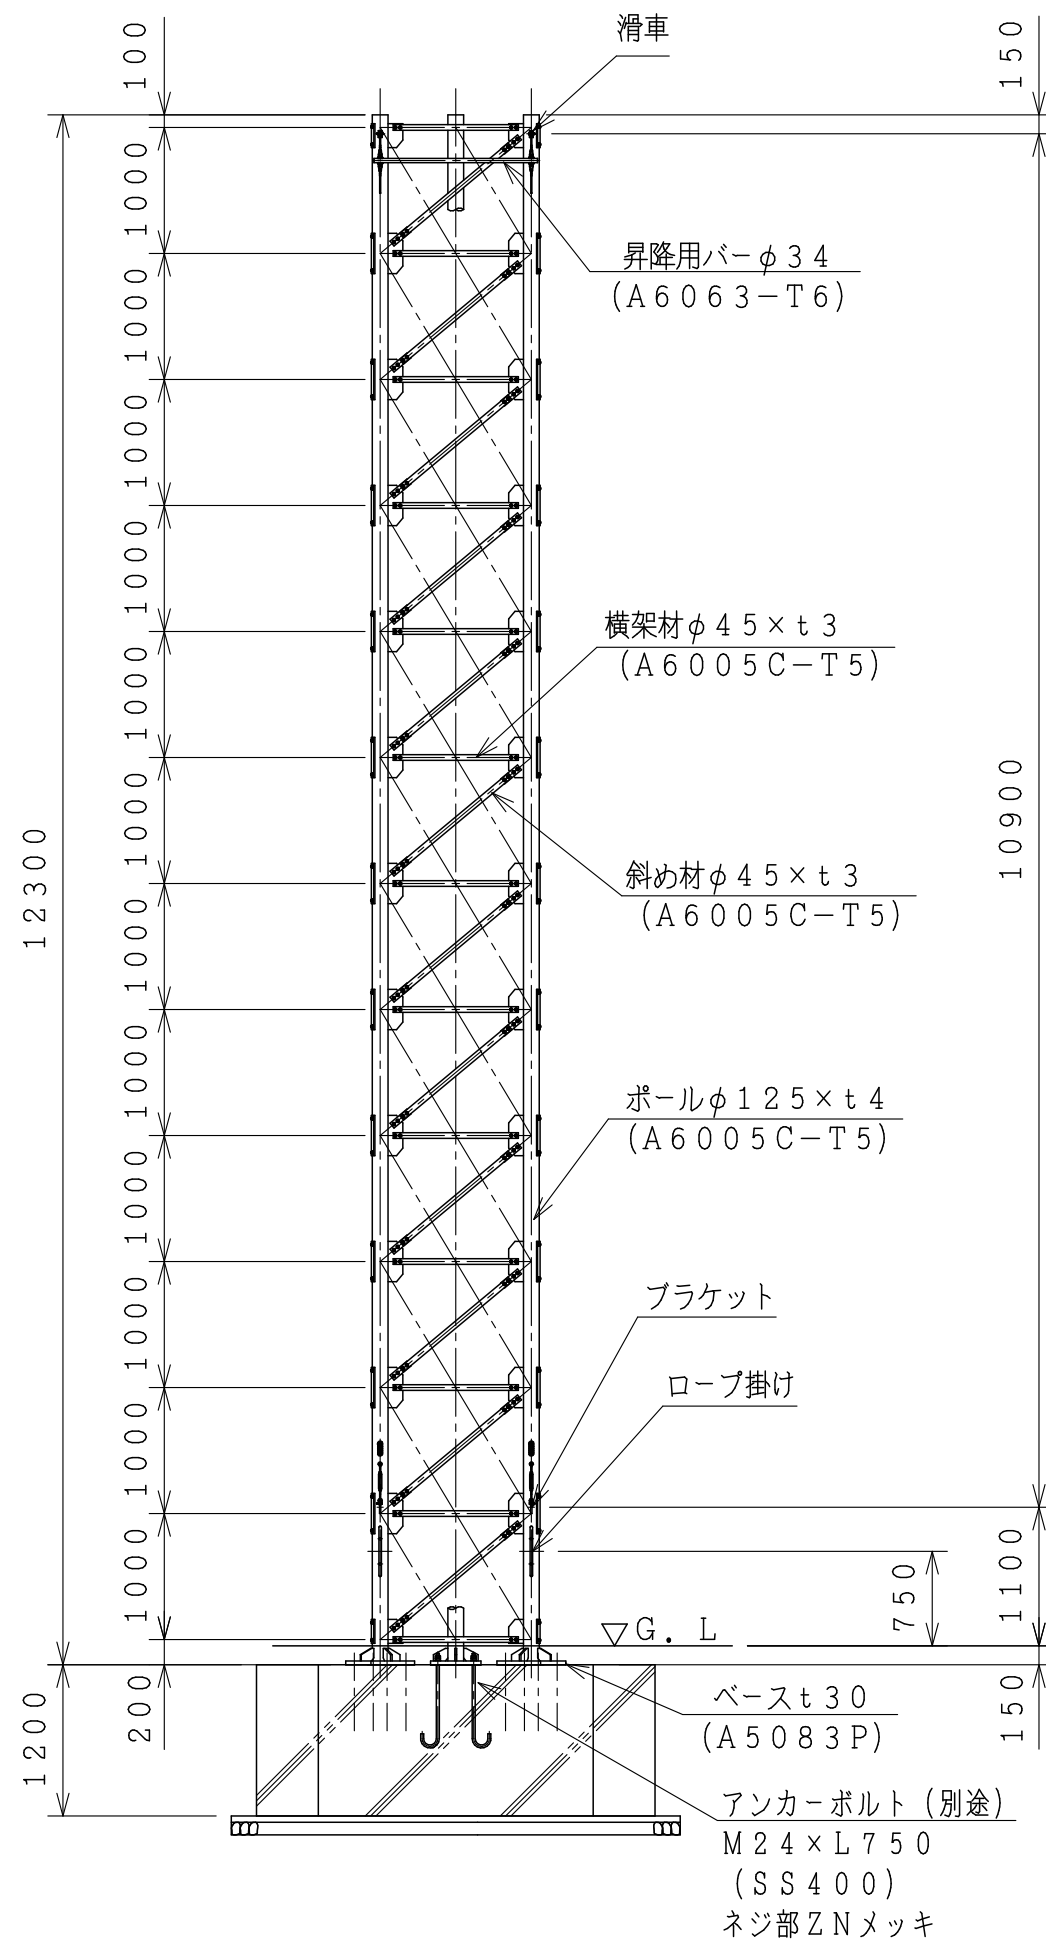 滑車
昇降用バーφ34
(A6063-T6)
横架材φ45×t3
(A6005C-T5)
斜め材φ45×t3
(A6005C-T5)
ポールφ125×t4
(A6005C-T5)
ブラケット
ロープ掛け
▽G.L
ベースt30
(A5083P)
アンカーボルト(別途)
M24×L750
(SS400)
ネジ部ZNメッキ
12300
1200
100
1000
1000
1000
1000
1000
1000
1000
1000
1000
1000
1000
1000
200
150
10900
750
1100
150